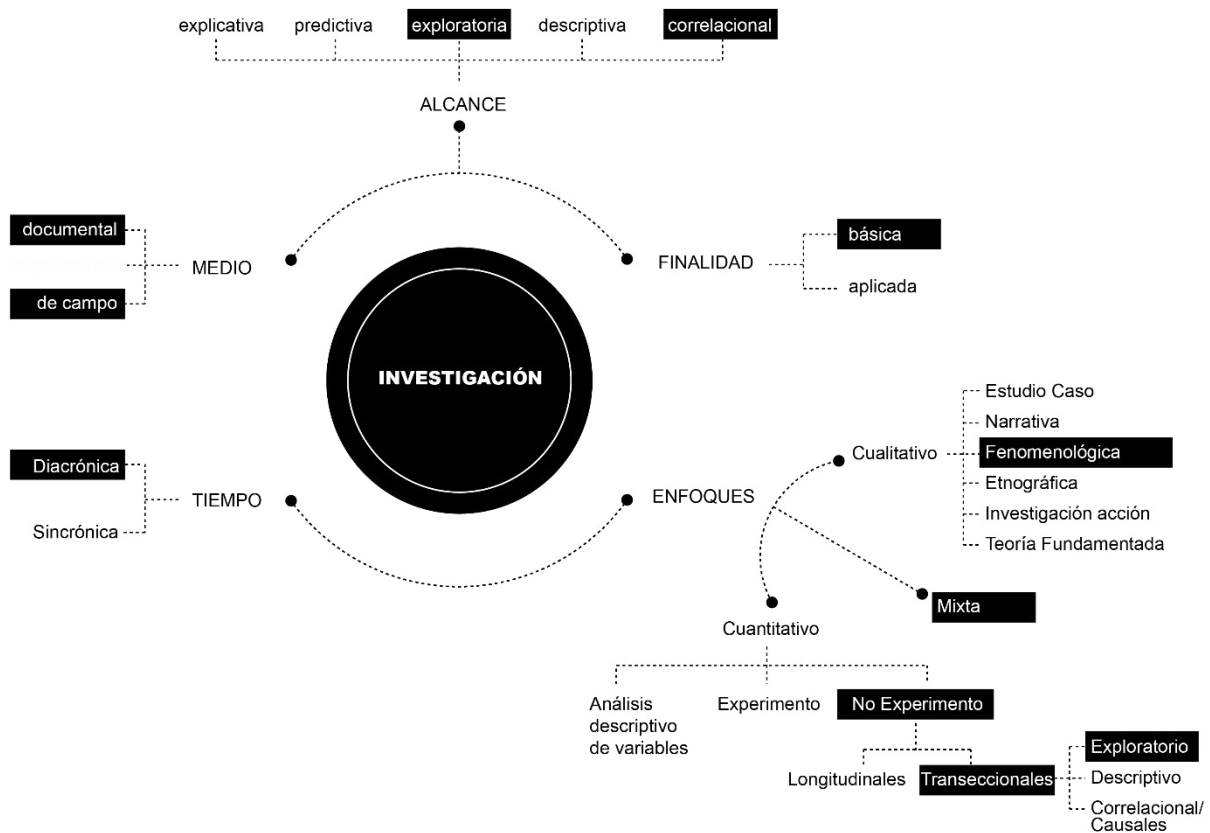 explicativa
predictiva
exploratoria
descriptiva
correlacional
ALCANCE
documental
MEDIO
de campo
FINALIDAD
básica
aplicada
INVESTIGACIÓN
Diacrónica
TIEMPO
Sincrónica
ENFOQUES
Cualitativo
Estudio Caso
Narrativa
Fenomenológica
Etnográfica
Investigación acción
Teoría Fundamentada
Mixta
Cuantitativo
Análisis
descriptivo
de variables
Experimento
No Experimento
Longitudinales
Transeccionales
Exploratorio
Descriptivo
Correlacional/
Causales